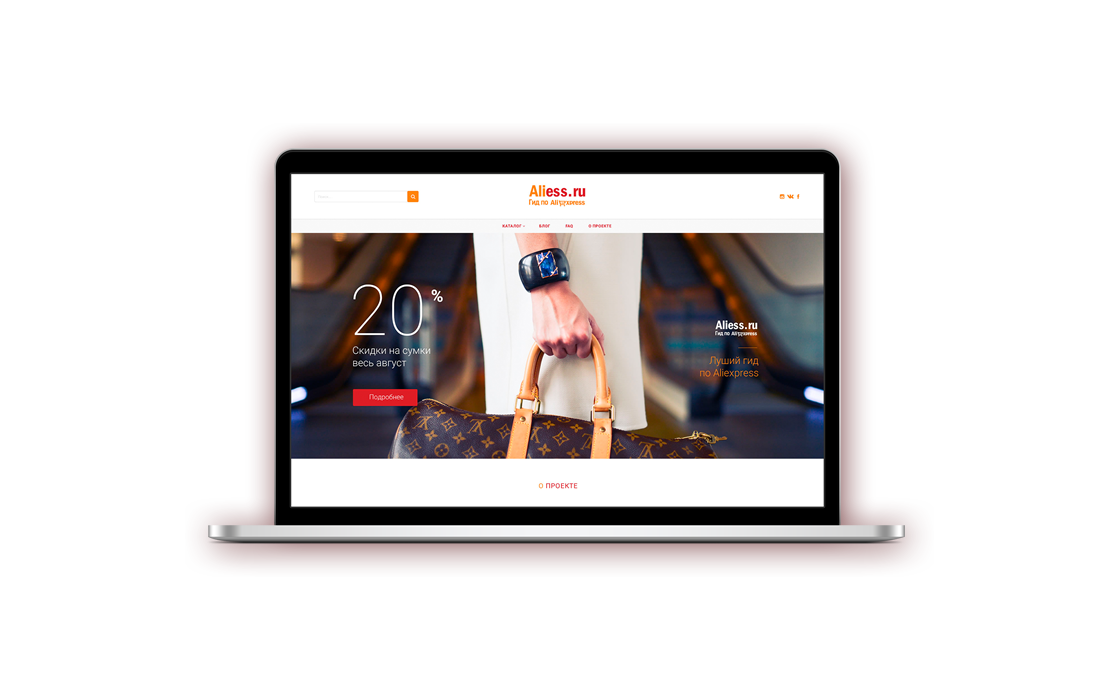 Aliess.ru
Гид по Aliexpress
КАТАЛОГ
БЛОГ
FAQ
О ПРОЕКТЕ
20%
Скидки на сумки
весь август
Подробнее
Aliess.ru
Гид по Aliexpress
Луший гид
по Aliexpress
О ПРОЕКТЕ